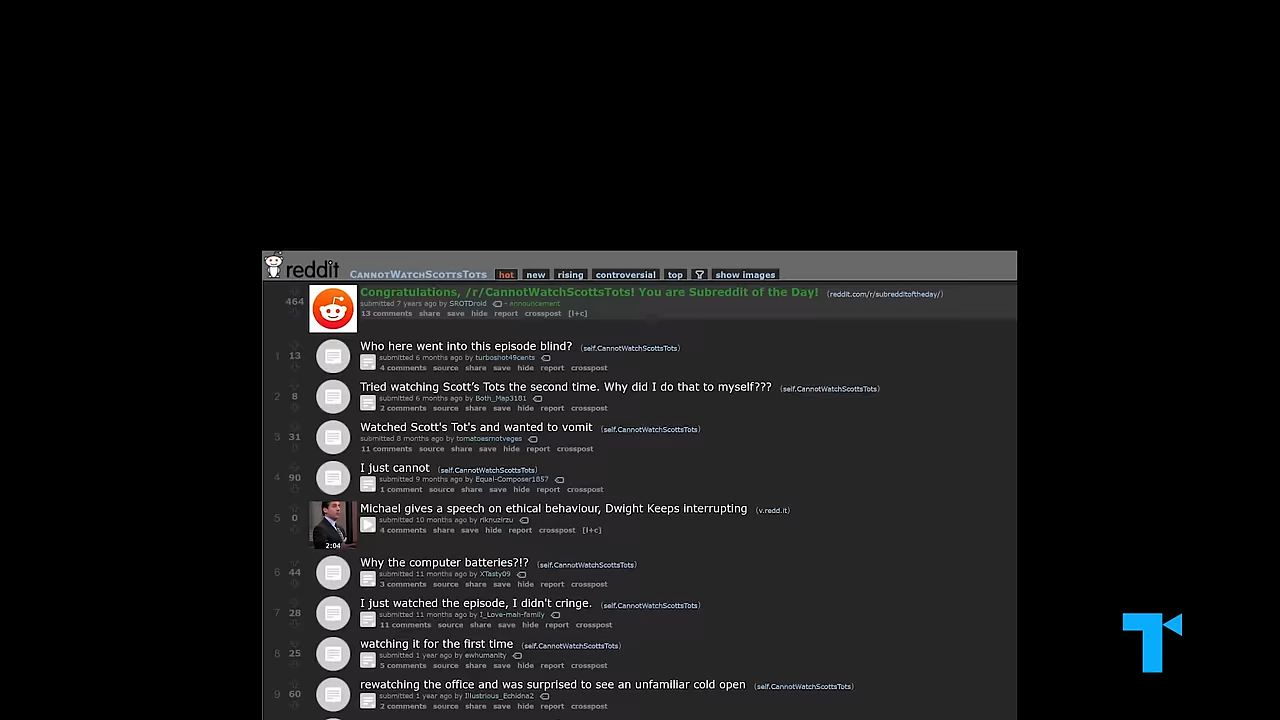 reddit CANNOTWATCHSCOTTSTOTS hot new rising controversial top show images
464 Congratulations, /r/CannotWatchScottsTots! You are Subreddit of the Day! (reddit.com/r/subredditoftheday/)
submitted 7 years ago by SROTDroid - announcement
13 comments share save hide report crosspost [l+c]
1 13 Who here went into this episode blind? (self.CannotWatchScottsTots)
submitted 6 months ago by turboshot49cents
4 comments source share save hide report crosspost
2 8 Tried watching Scott's Tots the second time. Why did I do that to myself??? (self.CannotWatchScottsTots)
submitted 6 months ago by Both_Map3181
2 comments source share save hide report crosspost
3 31 Watched Scott's Tot's and wanted to vomit (self.CannotWatchScottsTots)
submitted 8 months ago by tomatoesrnotveges
11 comments source share save hide report crosspost
4 90 I just cannot (self.CannotWatchScottsTots)
submitted 9 months ago by Equal-Composer1857
1 comment source share save hide report crosspost
5 0 Michael gives a speech on ethical behaviour, Dwight Keeps interrupting (v.redd.it)
submitted 10 months ago by riknuzirzu
4 comments share save hide report crosspost [l+c]
2:04
6 44 Why the computer batteries?!? (self.CannotWatchScottsTots)
submitted 11 months ago by XTasty09
3 comments source share save hide report crosspost
7 28 I just watched the episode, I didn't cringe. (self.CannotWatchScottsTots)
submitted 11 months ago by I_Love-mah-family
11 comments source share save hide report crosspost
8 25 watching it for the first time (self.CannotWatchScottsTots)
submitted 1 year ago by ewhumanity
5 comments source share save hide report crosspost
9 60 rewatching the office and was surprised to see an unfamiliar cold open (self.CannotWatchScottsTots)
submitted 1 year ago by Illustrious_Echidna2
2 comments source share save hide report crosspost